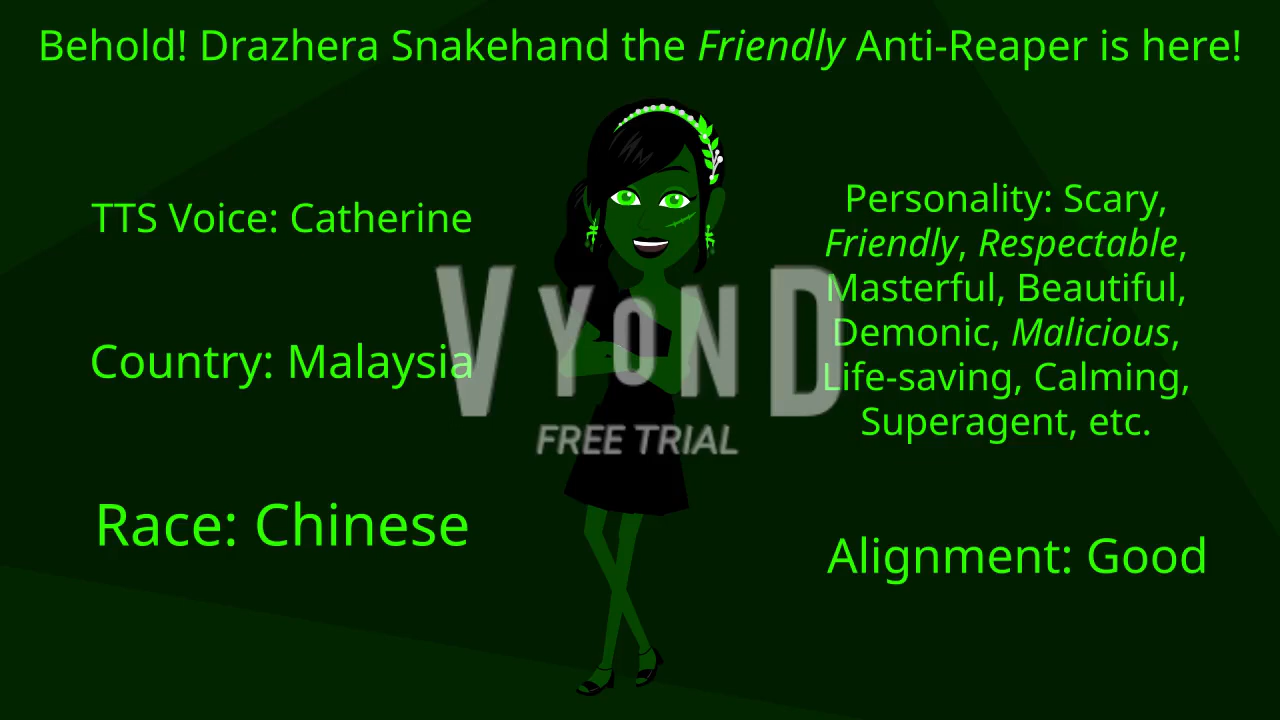 Behold! Drazhera Snakehand the Friendly Anti-Reaper is here!
TTS Voice: Catherine
Country: Malaysia
Race: Chinese
Personality: Scary,
Friendly, Respectable,
Masterful, Beautiful,
Demonic, Malicious,
Life-saving, Calming,
Superagent, etc.
Alignment: Good
VYOND
FREE TRIAL